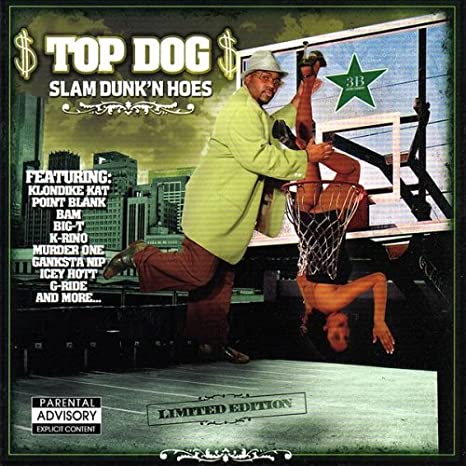 $ TOP DOG $
SLAM DUNK'N HOES
3B
FEATURING:
KLONDIKE KAT
POINT BLANK
BAM
BIG-T
K-RINO
MURDER ONE
GANKSTA NIP
ICEY HOTT
G-RIDE
AND MORE...
PARENTAL
ADVISORY
EXPLICIT CONTENT
LIMITED EDITION